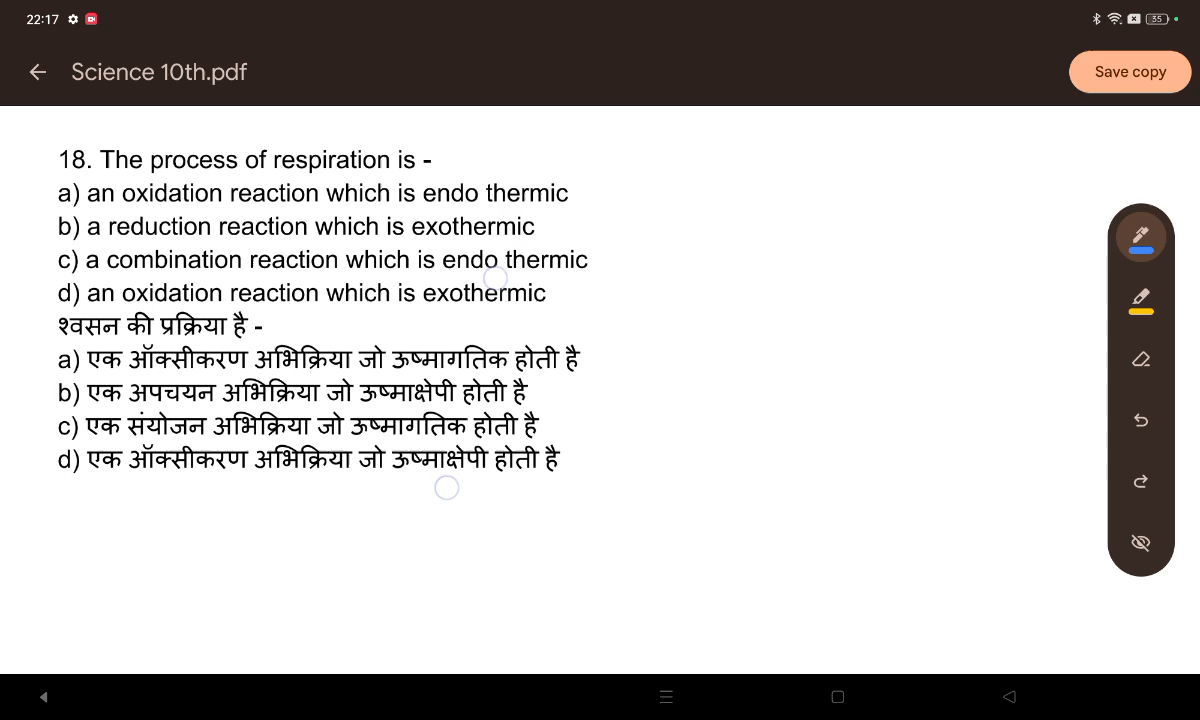 22:17
35
Science 10th.pdf
Save copy
18. The process of respiration is -
a) an oxidation reaction which is endo thermic
b) a reduction reaction which is exothermic
c) a combination reaction which is endo thermic
d) an oxidation reaction which is exothermic
श्वसन की प्रक्रिया है -
a) एक ऑक्सीकरण अभिक्रिया जो ऊष्मागतिक होती है
b) एक अपचयन अभिक्रिया जो ऊष्माक्षेपी होती है
c) एक संयोजन अभिक्रिया जो ऊष्मागतिक होती है
d) एक ऑक्सीकरण अभिक्रिया जो ऊष्माक्षेपी होती है